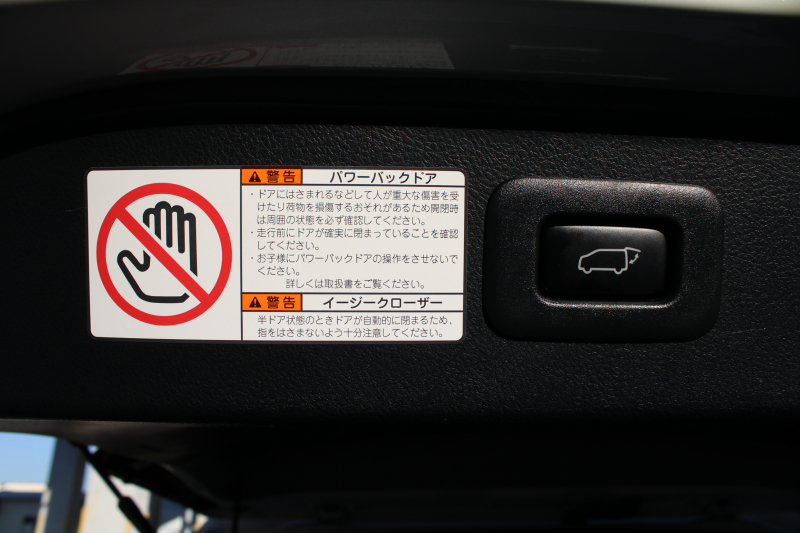 警告 パワーバックドア
・ドアにはさまれるなどして人が重大な傷害を受
けたり荷物を損傷するおそれがあるため開閉時
は周囲の状態を必ず確認してください。
・走行前にドアが確実に閉まっていることを確認
してください。
・お子様にパワーバックドアの操作をさせないで
ください。
詳しくは取扱書をご覧ください。
警告 イージークローザー
半ドア状態のときドアが自動的に閉まるため、
指をはさまないよう十分注意してください。